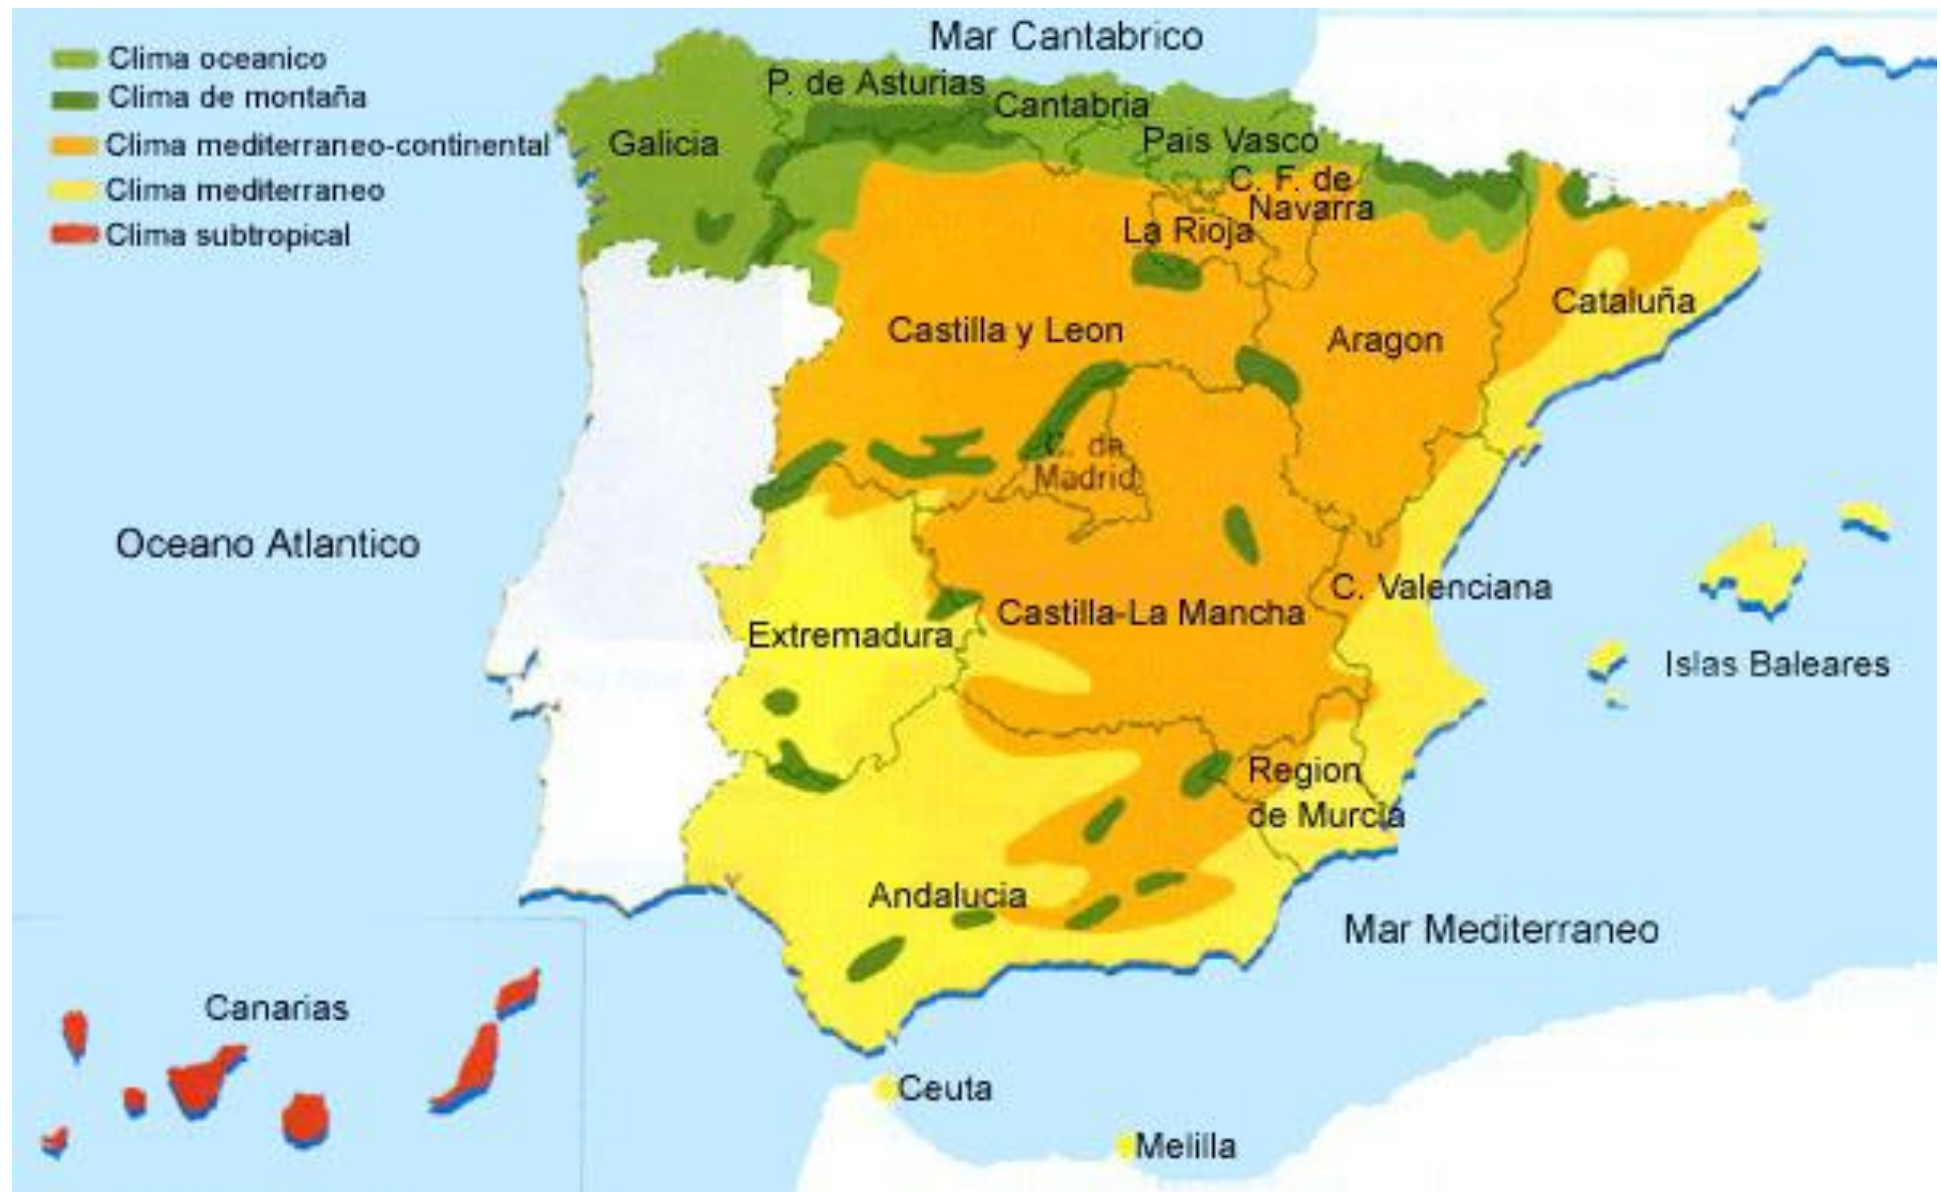 Mar Cantabrico
Clima oceanico
Clima de montaña
Clima mediterraneo-continental
Clima mediterraneo
Clima subtropical
P. de Asturias
Cantabria
Galicia
Pais Vasco
C. F. de
Navarra
La Rioja
Cataluña
Castilla y Leon
Aragon
C. de
Madrid
Oceano Atlantico
C. Valenciana
Castilla-La Mancha
Extremadura
Islas Baleares
Region
de Murcia
Andalucia
Mar Mediterraneo
Canarias
Ceuta
Melilla